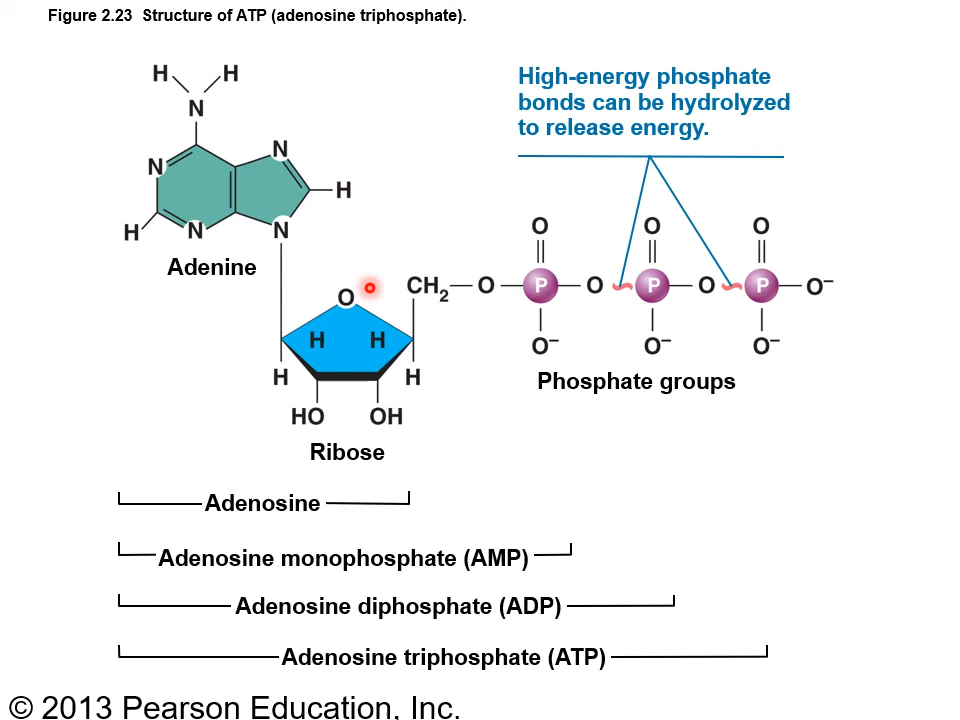 Figure 2.23 Structure of ATP (adenosine triphosphate).
High-energy phosphate
bonds can be hydrolyzed
to release energy.
H H
N
N N
H
H N N
Adenine
O O O
O CH2 O P O P O P O–
H H
O– O– O–
H H
Phosphate groups
HO OH
Ribose
Adenosine
Adenosine monophosphate (AMP)
Adenosine diphosphate (ADP)
Adenosine triphosphate (ATP)
© 2013 Pearson Education, Inc.